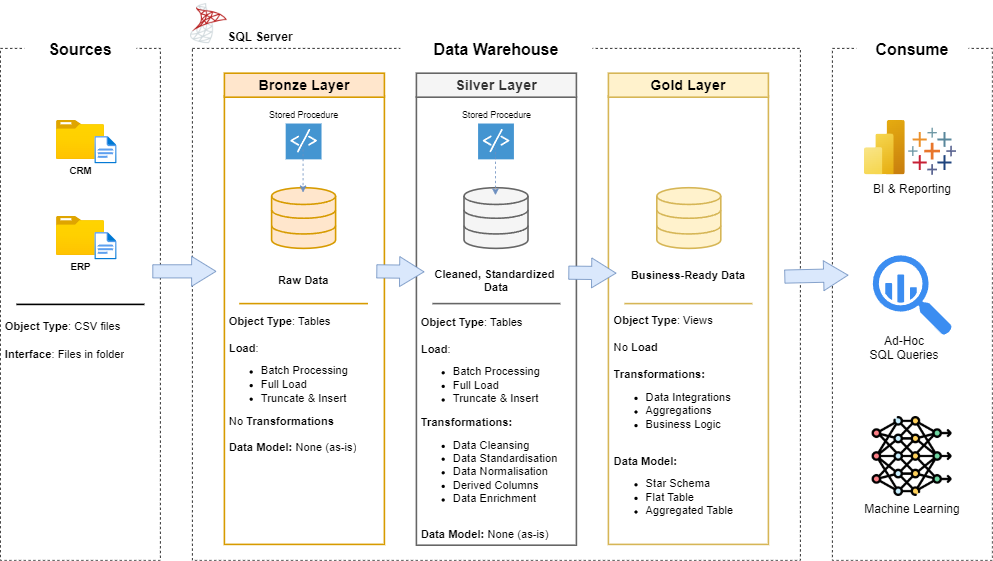 SQL Server
Sources
Data Warehouse
Consume
CRM
ERP
Object Type: CSV files
Interface: Files in folder
Bronze Layer
Stored Procedure
</>
Raw Data
Object Type: Tables
Load:
Batch Processing
Full Load
Truncate & Insert
No Transformations
Data Model: None (as-is)
Silver Layer
Stored Procedure
</>
Cleaned, Standardized
Data
Object Type: Tables
Load:
Batch Processing
Full Load
Truncate & Insert
Transformations:
Data Cleansing
Data Standardisation
Data Normalisation
Derived Columns
Data Enrichment
Data Model: None (as-is)
Gold Layer
Business-Ready Data
Object Type: Views
No Load
Transformations:
Data Integrations
Aggregations
Business Logic
Data Model:
Star Schema
Flat Table
Aggregated Table
BI & Reporting
Ad-Hoc
SQL Queries
Machine Learning